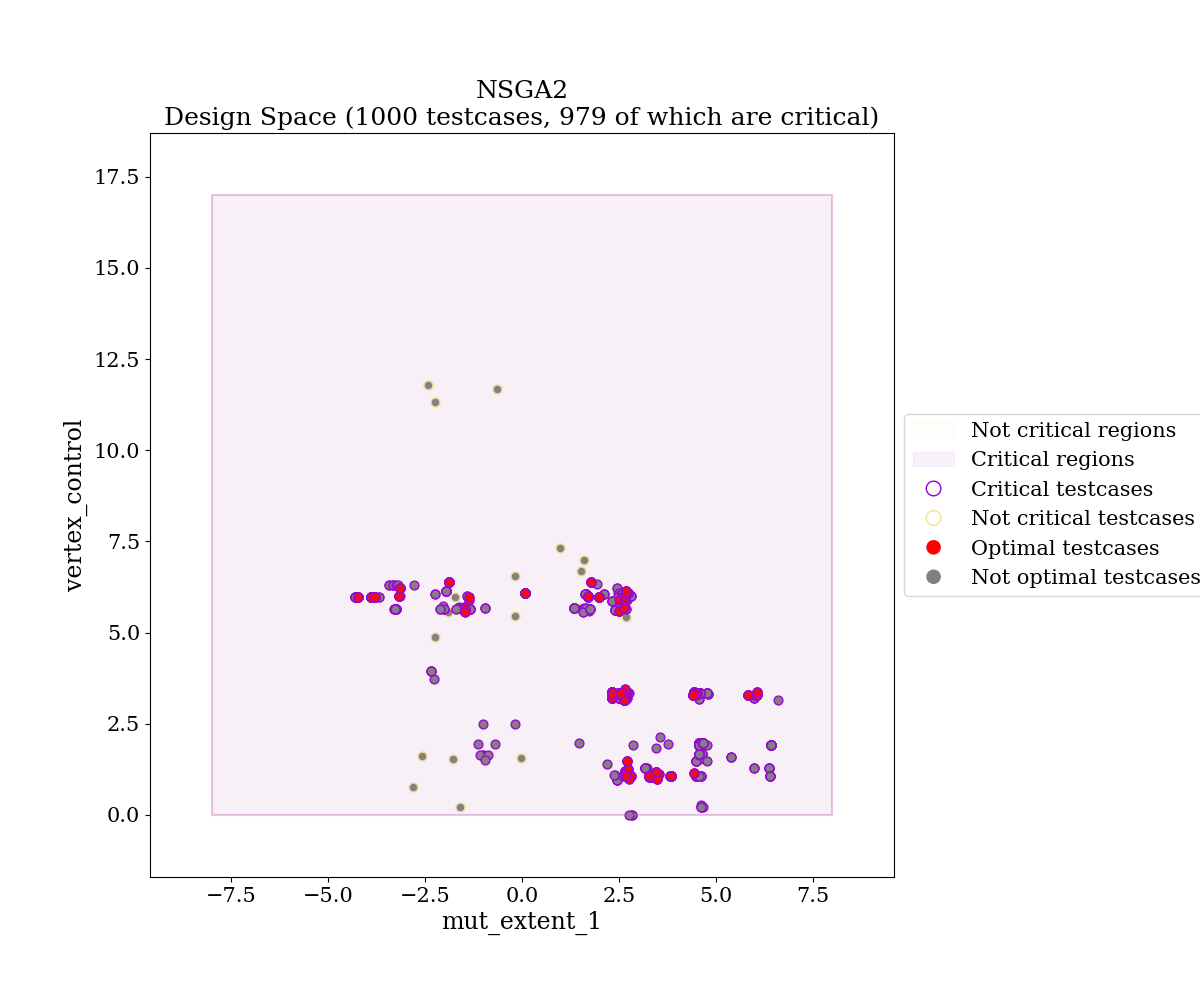 NSGA2
Design Space (1000 testcases, 979 of which are critical)
17.5
15.0
12.5
10.0
7.5
5.0
2.5
0.0
vertex_control
−7.5
−5.0
−2.5
0.0
2.5
5.0
7.5
mut_extent_1
Not critical regions
Critical regions
Critical testcases
Not critical testcases
Optimal testcases
Not optimal testcases